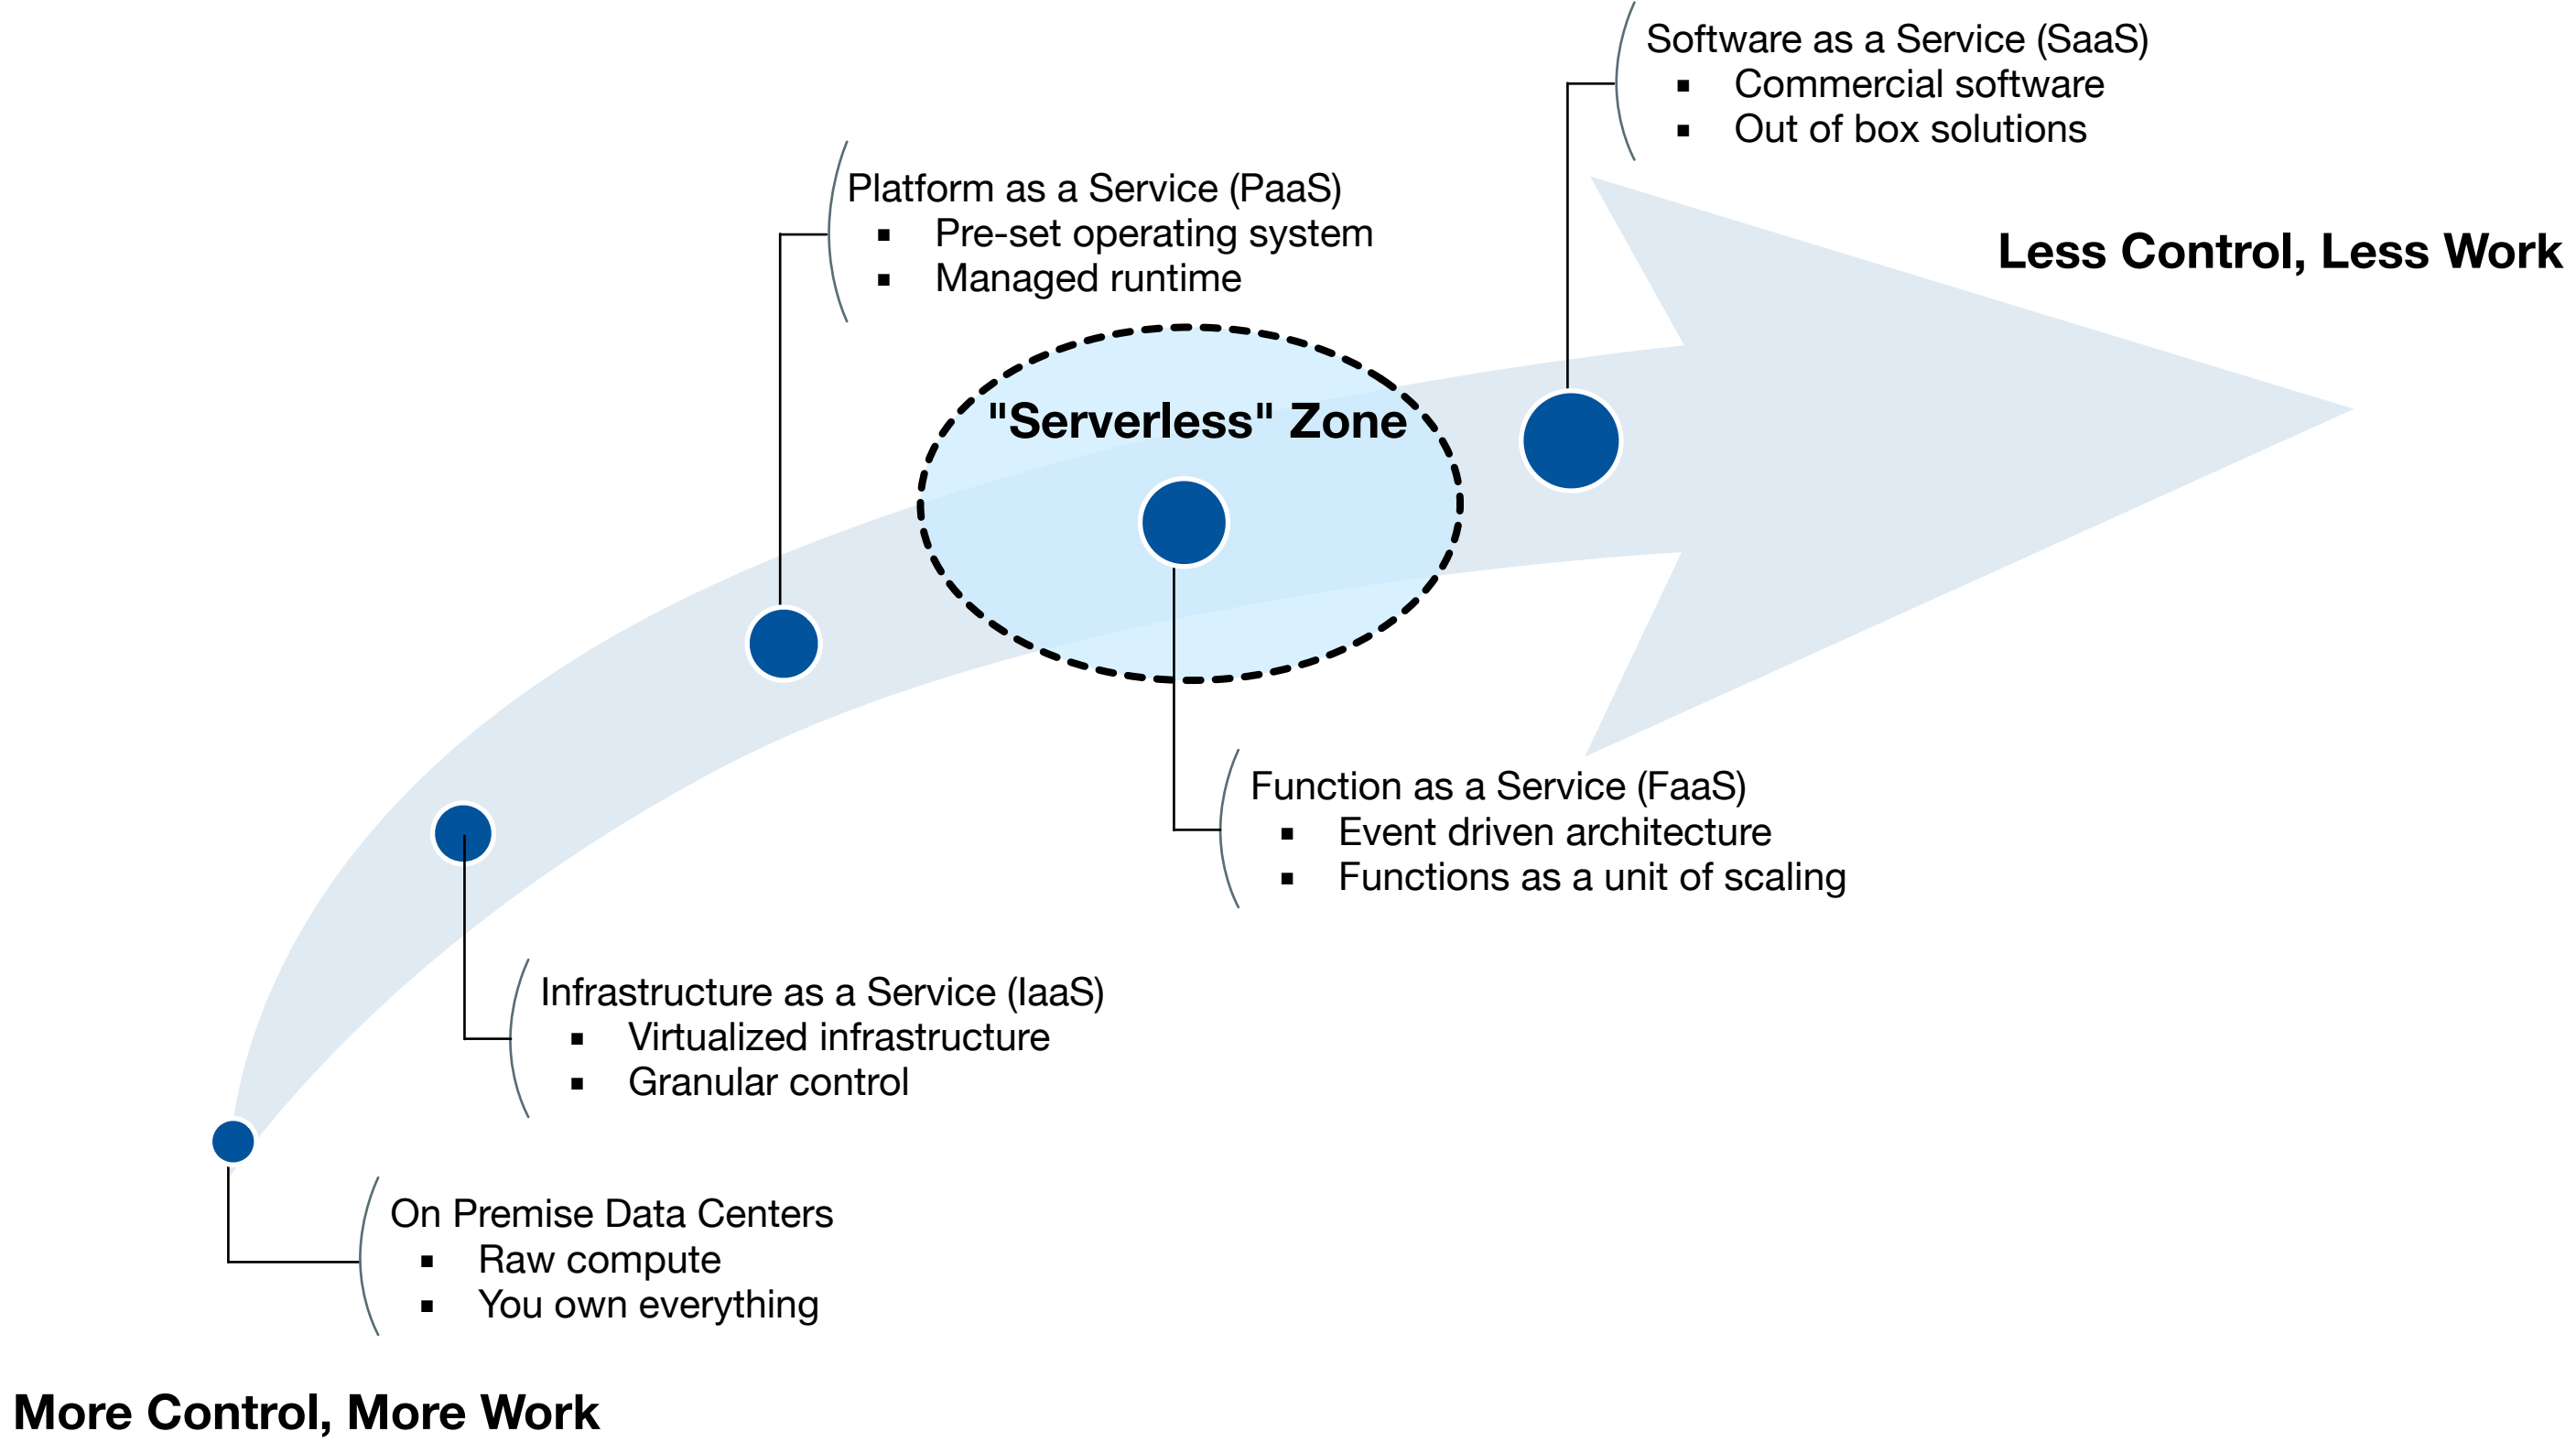 Software as a Service (SaaS)
▪ Commercial software
▪ Out of box solutions
Platform as a Service (PaaS)
▪ Pre-set operating system
▪ Managed runtime
Less Control, Less Work
"Serverless" Zone
Function as a Service (FaaS)
▪ Event driven architecture
▪ Functions as a unit of scaling
Infrastructure as a Service (IaaS)
▪ Virtualized infrastructure
▪ Granular control
On Premise Data Centers
▪ Raw compute
▪ You own everything
More Control, More Work